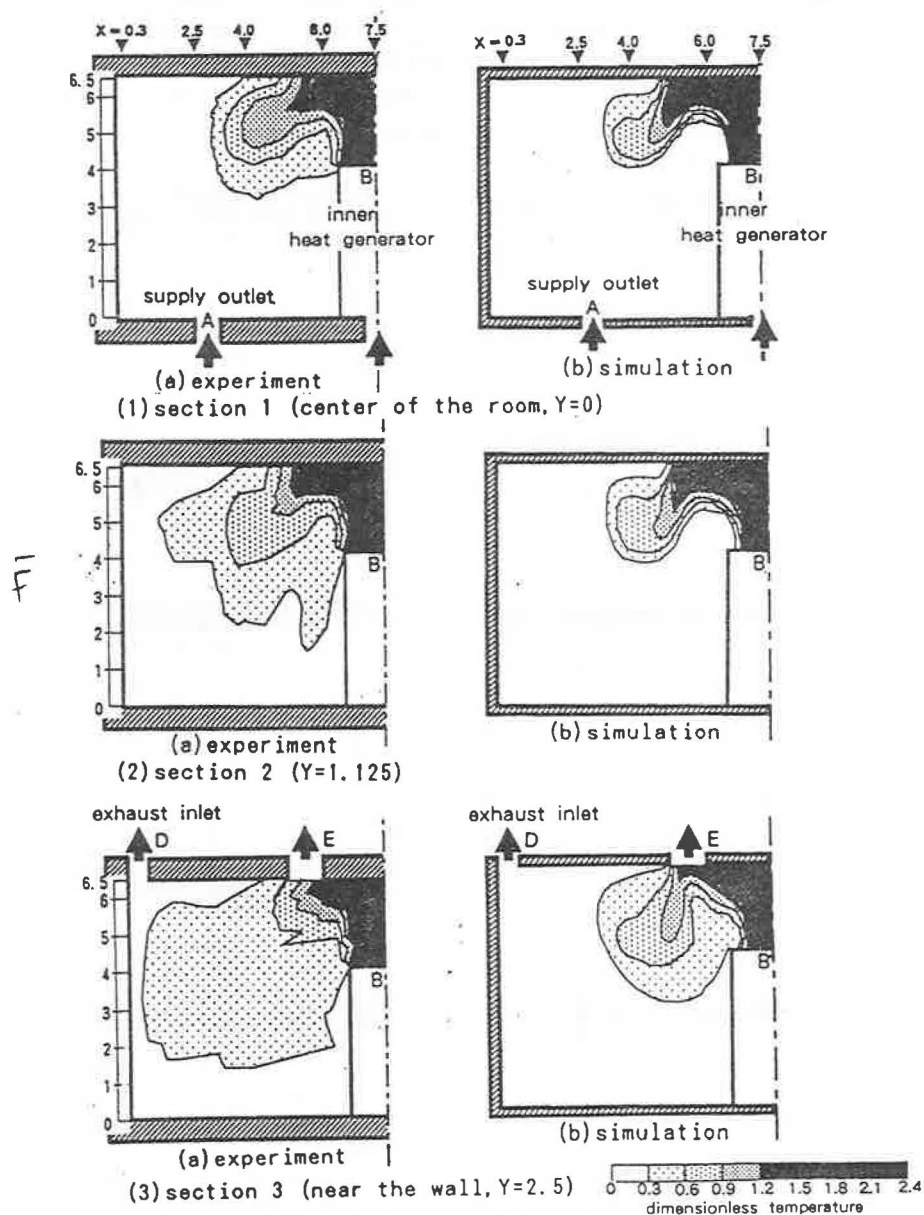 X=0.3 2.5 4.0 6.0 7.5
X=0.3 2.5 4.0 6.0 7.5
6.5
6
5
4
3
2
1
0
B
inner
heat generator
supply outlet
A
B
inner
heat generator
supply outlet
A
(a) experiment
(b) simulation
(1) section 1 (center of the room, Y=0)
6.5
6
5
4
3
2
1
0
B
B
F1
(a) experiment
(b) simulation
(2) section 2 (Y=1.125)
exhaust inlet
D E
exhaust inlet
D E
6.5
6
5
4
3
2
1
0
B
B
(a) experiment
(b) simulation
(3) section 3 (near the wall, Y=2.5)
0 0.3 0.6 0.9 1.2 1.5 1.8 2.1 2.4
dimensionless temperature